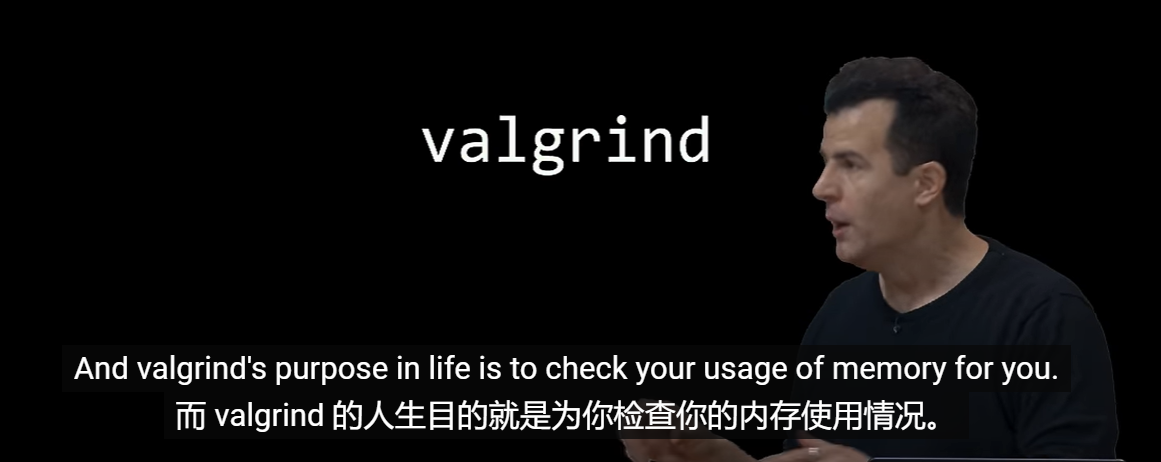 valgrind
And valgrind's purpose in life is to check your usage of memory for you.
而 valgrind 的人生目的就是为你检查你的内存使用情况。